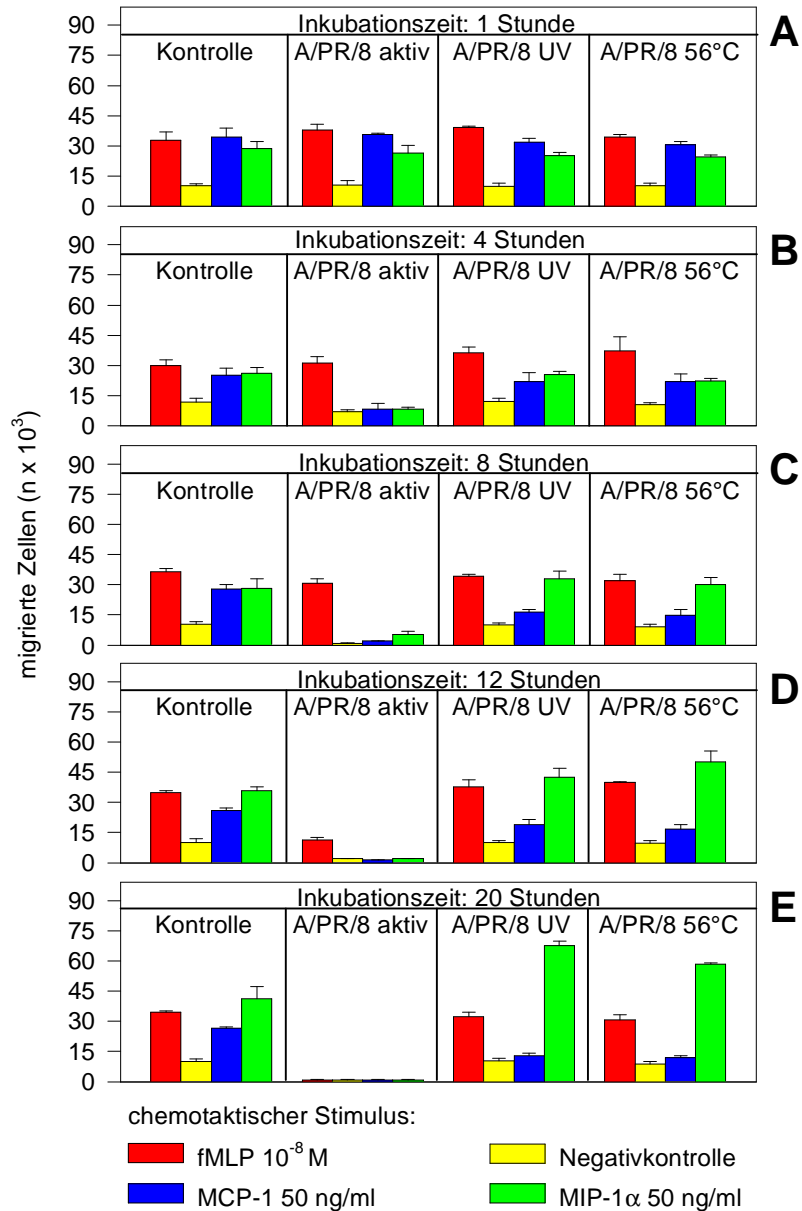 migrierte Zellen (n x 10³)
Inkubationszeit: 1 Stunde
A
Kontrolle A/PR/8 aktiv A/PR/8 UV A/PR/8 56°C
90
75
60
45
30
15
0
Inkubationszeit: 4 Stunden
B
Kontrolle A/PR/8 aktiv A/PR/8 UV A/PR/8 56°C
90
75
60
45
30
15
0
Inkubationszeit: 8 Stunden
C
Kontrolle A/PR/8 aktiv A/PR/8 UV A/PR/8 56°C
90
75
60
45
30
15
0
Inkubationszeit: 12 Stunden
D
Kontrolle A/PR/8 aktiv A/PR/8 UV A/PR/8 56°C
90
75
60
45
30
15
0
Inkubationszeit: 20 Stunden
E
Kontrolle A/PR/8 aktiv A/PR/8 UV A/PR/8 56°C
90
75
60
45
30
15
0
chemotaktischer Stimulus:
fMLP 10⁻⁸ M Negativkontrolle
MCP-1 50 ng/ml MIP-1α 50 ng/ml